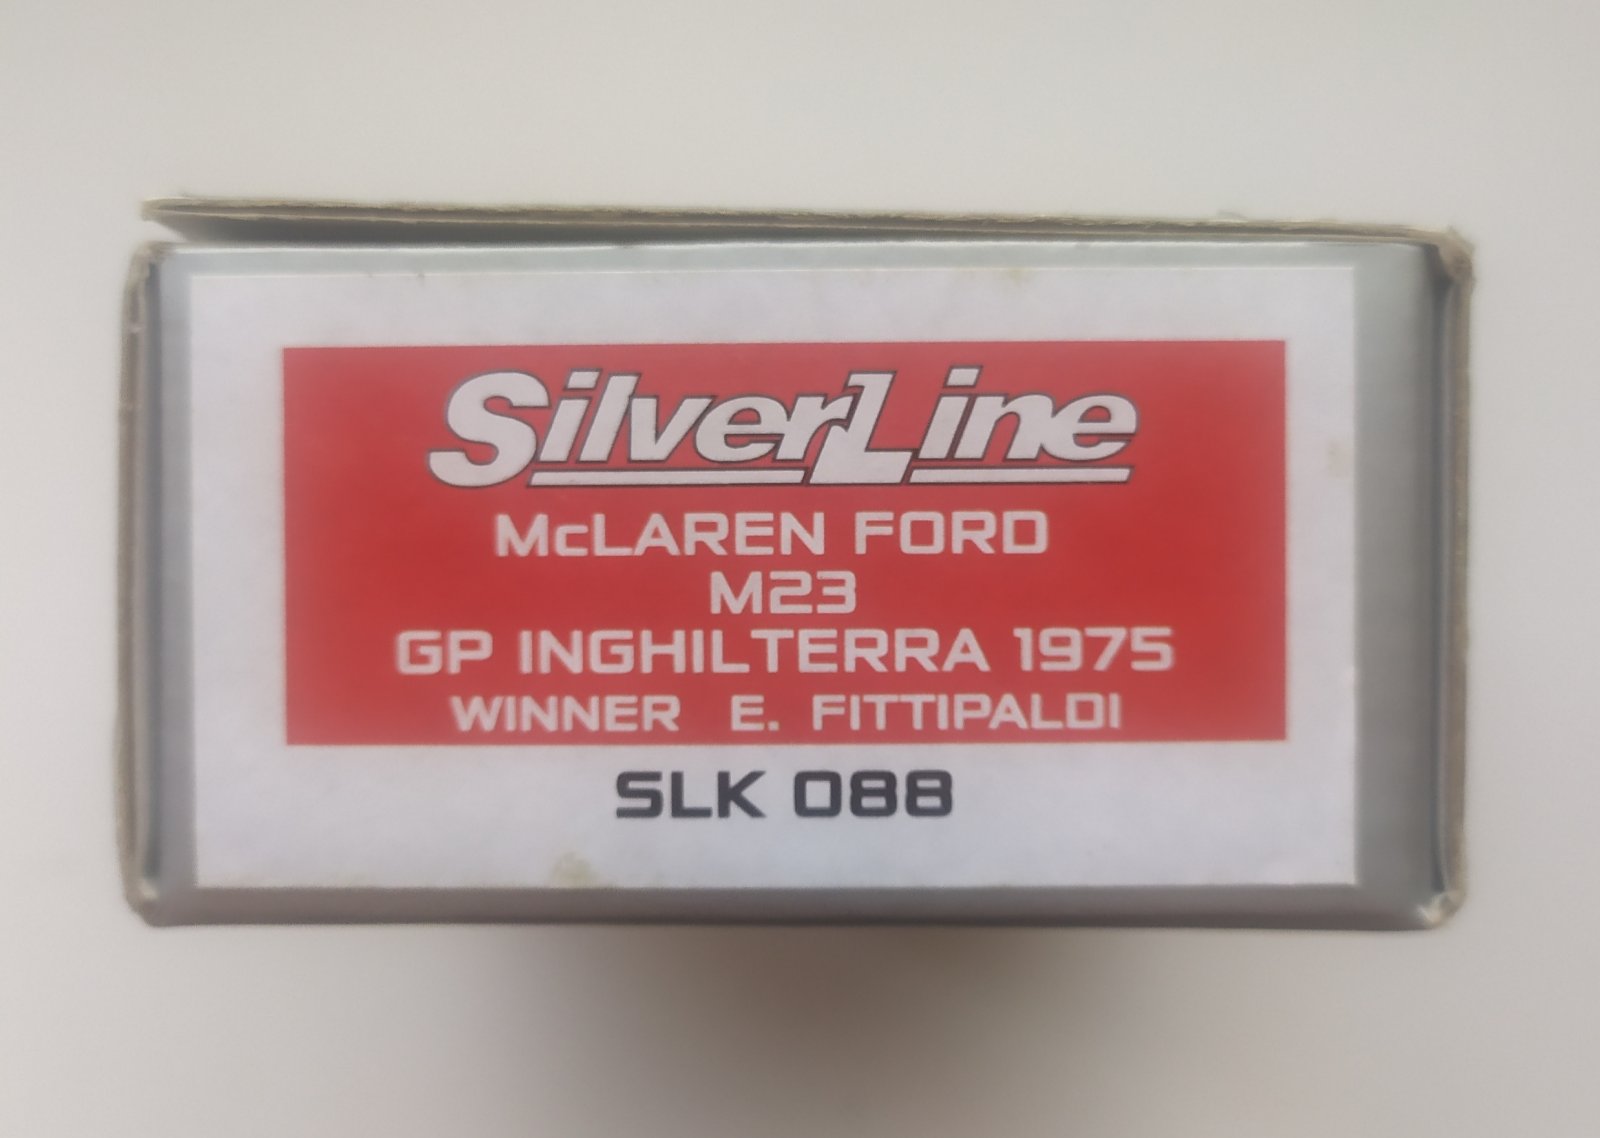 SilverLine
McLAREN FORD
M23
GP INGHILTERRA 1975
WINNER E. FITTIPALDI
SLK 088